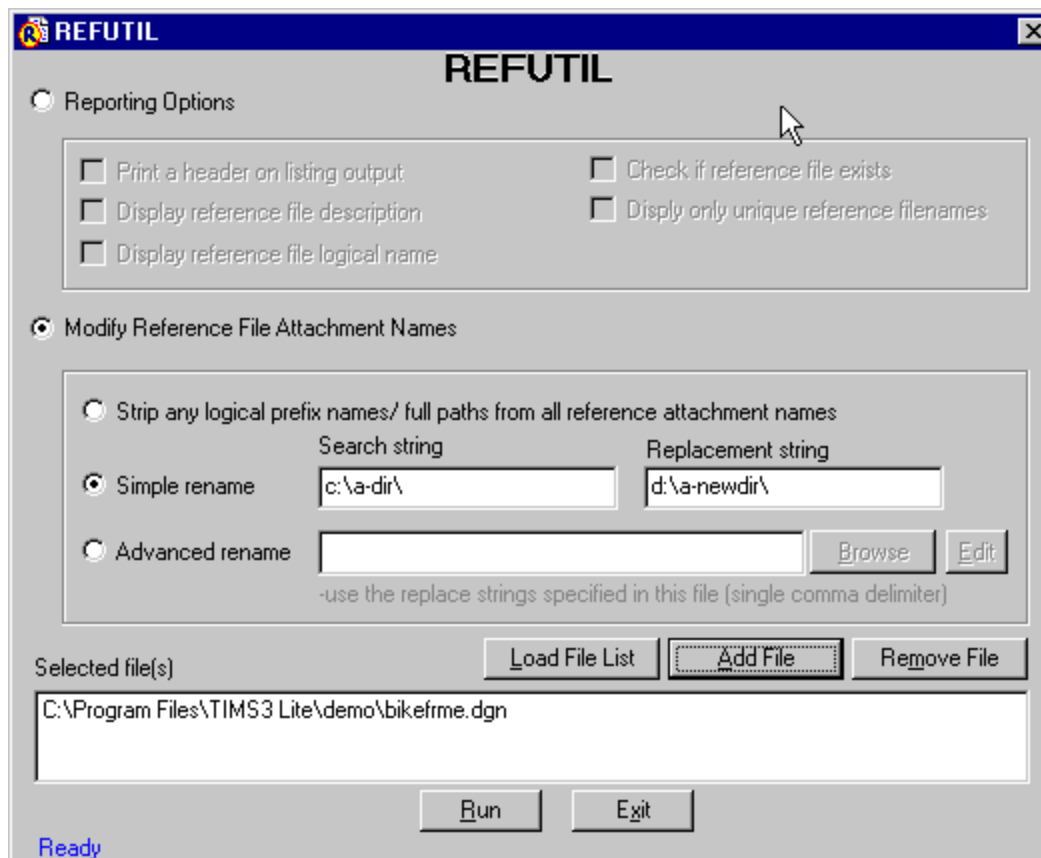 REFUTIL
REFUTIL
Reporting Options
Print a header on listing output
Check if reference file exists
Display reference file description
Disply only unique reference filenames
Display reference file logical name
Modify Reference File Attachment Names
Strip any logical prefix names/ full paths from all reference attachment names
Search string
Replacement string
Simple rename
c:\a-dir\
d:\a-newdir\
Advanced rename
Browse
Edit
-use the replace strings specified in this file (single comma delimiter)
Selected file(s)
Load File List
Add File
Remove File
C:\Program Files\TIMS3 Lite\demo\bikefrme.dgn
Run
Exit
Ready